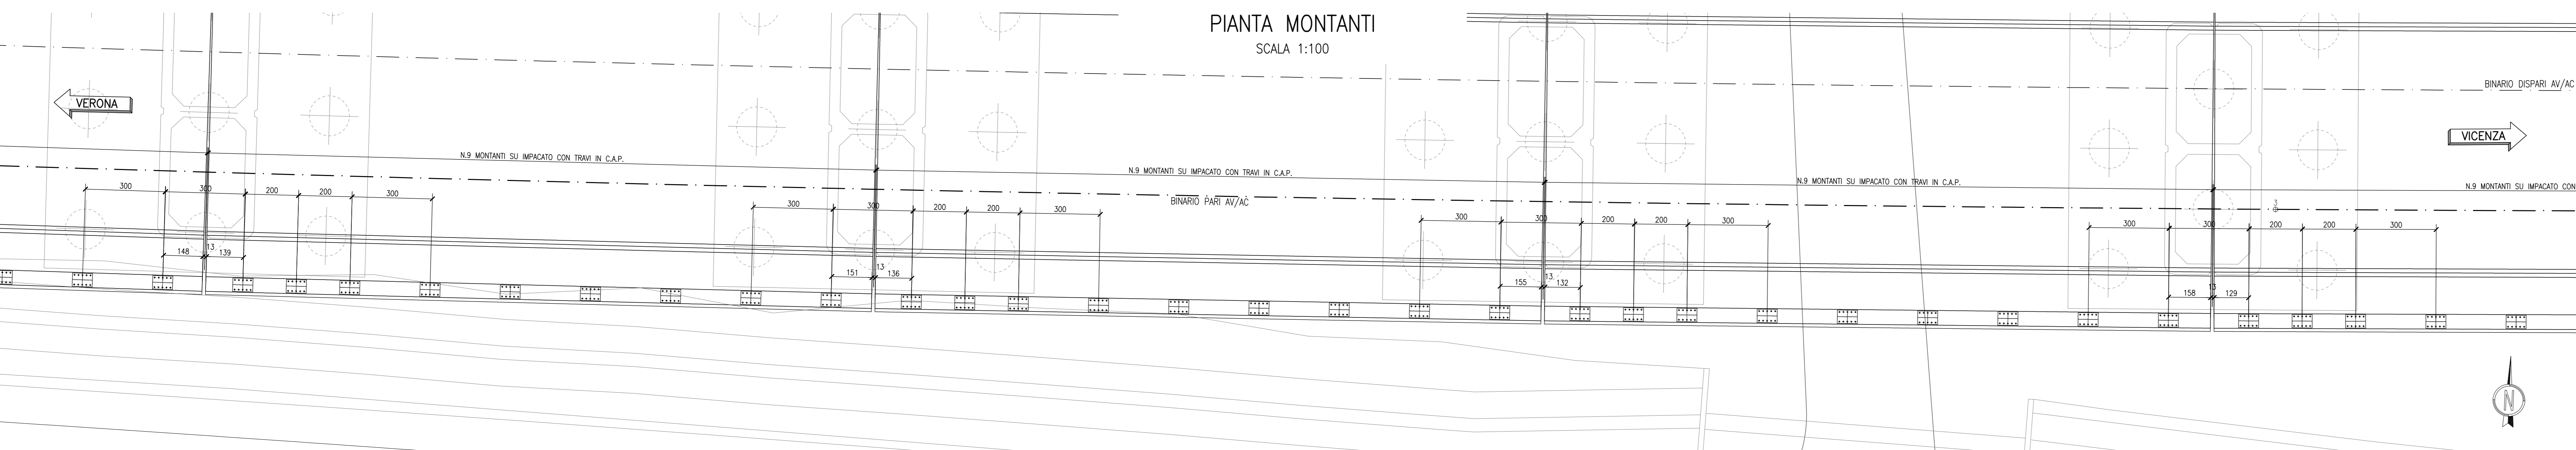 PIANTA MONTANTI
SCALA 1:100
BINARIO DISPARI AV/AC
VERONA
VICENZA
N.9 MONTANTI SU IMPACATO CON TRAVI IN C.A.P.
N.9 MONTANTI SU IMPACATO CON TRAVI IN C.A.P.
N.9 MONTANTI SU IMPACATO CON TRAVI IN C.A.P.
N.9 MONTANTI SU IMPACATO CON
BINARIO PARI AV/AC
3
300 300 200 200 300
300 300 200 200 300
300 300 200 200 300
300 300 200 200 300
148 13 139
151 13 136
155 13 132
158 13 129
N